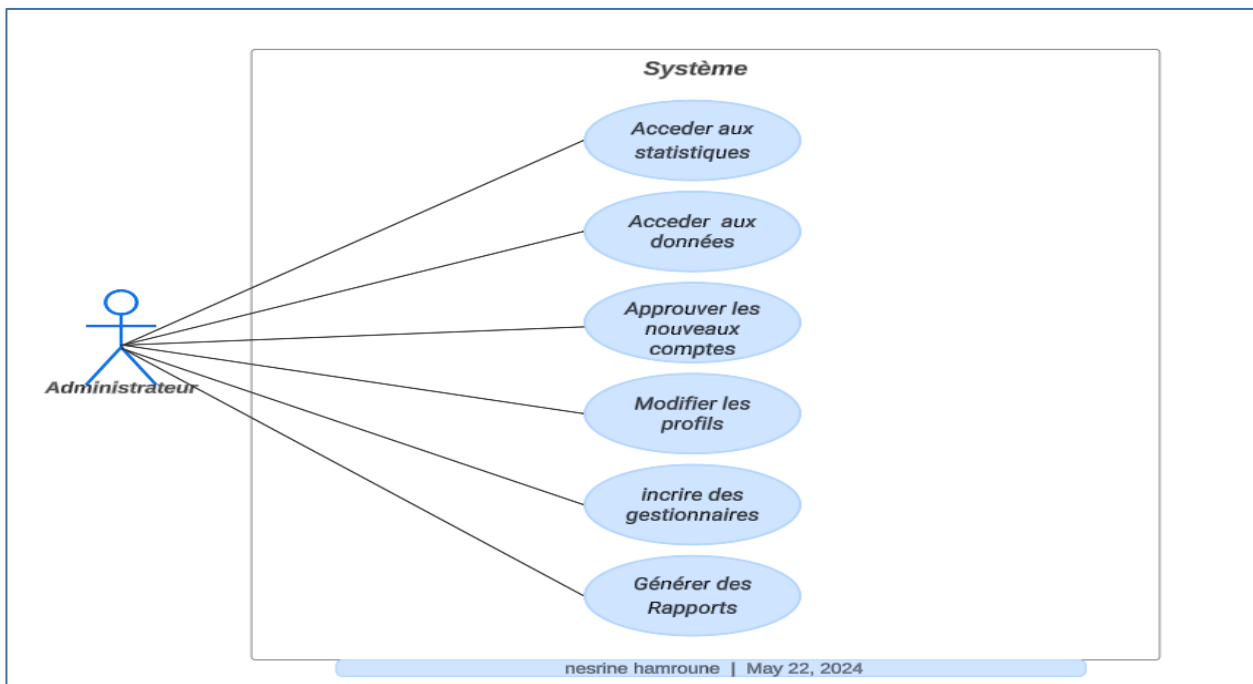 Système
Acceder aux
statistiques
Acceder aux
données
Approuver les
nouveaux
comptes
Administrateur
Modifier les
profils
incrire des
gestionnaires
Générer des
Rapports
nesrine hamroune | May 22, 2024